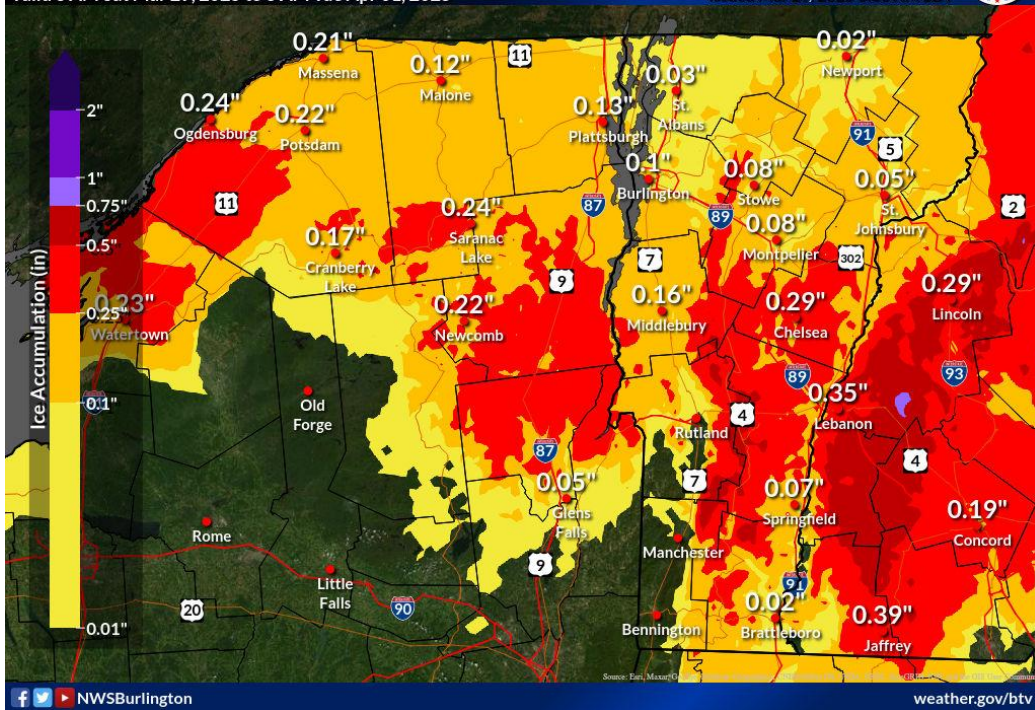 0.21"
Massena
11
0.12"
Malone
0.02"
Newport
0.03"
St.
Albans
2"
0.24"
Ogdensburg
0.22"
Potsdam
0.13"
Plattsburgh
91
5
1"
0.1"
Burlington
0.08"
Stowe
0.05"
St.
Johnsbury
0.75"
11
87
89
2
0.24"
Saranac
Lake
0.08"
Montpelier
0.5"
0.17"
Cranberry
Lake
7
302
9
0.29"
Lincoln
0.23"
Watertown
0.25"
0.22"
Newcomb
0.16"
Middlebury
0.29"
Chelsea
Ice Accumulation (in)
89
93
0.1"
Old
Forge
0.35"
Lebanon
4
Rutland
87
4
7
0.05"
Glens
Falls
0.07"
Springfield
0.19"
Concord
Rome
Manchester
9
Little
Falls
91
20
90
0.02"
Brattleboro
0.01"
Bennington
0.39"
Jaffrey
NWSBurlington
weather.gov/btv